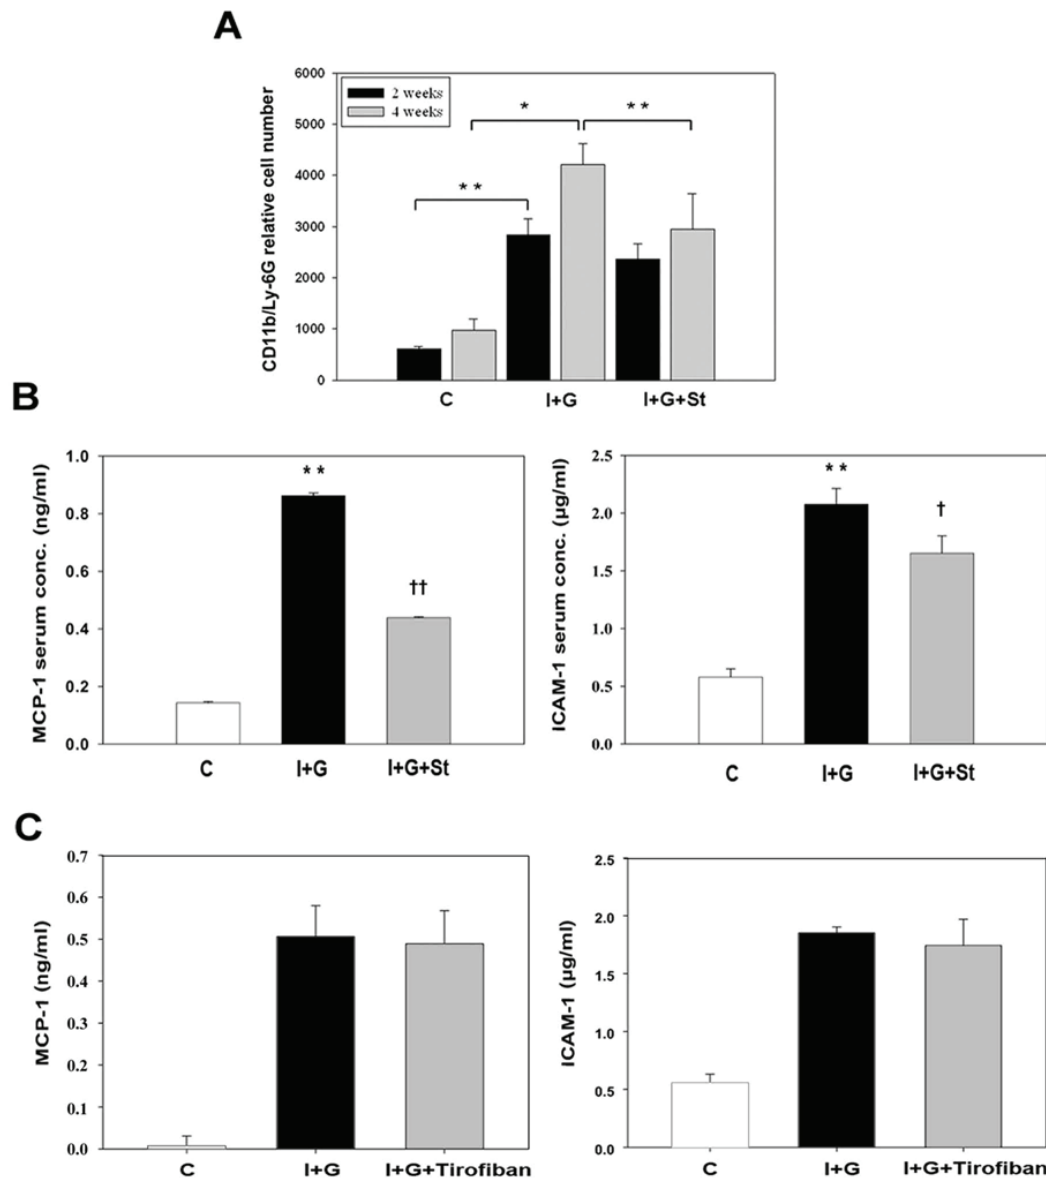 A
CD11b/Ly-6G relative cell number
6000
5000
4000
3000
2000
1000
0
2 weeks
4 weeks
* *
*
* *
C
I+G
I+G+St
B
MCP-1 serum conc. (ng/ml)
1.0
0.8
0.6
0.4
0.2
0.0
* *
††
C
I+G
I+G+St
ICAM-1 serum conc. (µg/ml)
2.5
2.0
1.5
1.0
0.5
0.0
**
†
C
I+G
I+G+St
C
MCP-1 (ng/ml)
0.7
0.6
0.5
0.4
0.3
0.2
0.1
0.0
C
I+G
I+G+Tirofiban
ICAM-1 (µg/ml)
2.5
2.0
1.5
1.0
0.5
0.0
C
I+G
I+G+Tirofiban